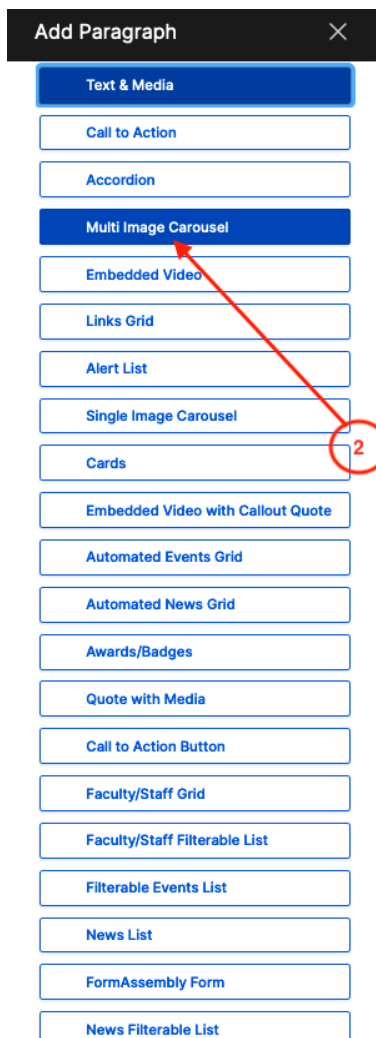 Add Paragraph
Text & Media
Call to Action
Accordion
Multi Image Carousel
Embedded Video
Links Grid
Alert List
Single Image Carousel
2
Cards
Embedded Video with Callout Quote
Automated Events Grid
Automated News Grid
Awards/Badges
Quote with Media
Call to Action Button
Faculty/Staff Grid
Faculty/Staff Filterable List
Filterable Events List
News List
FormAssembly Form
News Filterable List